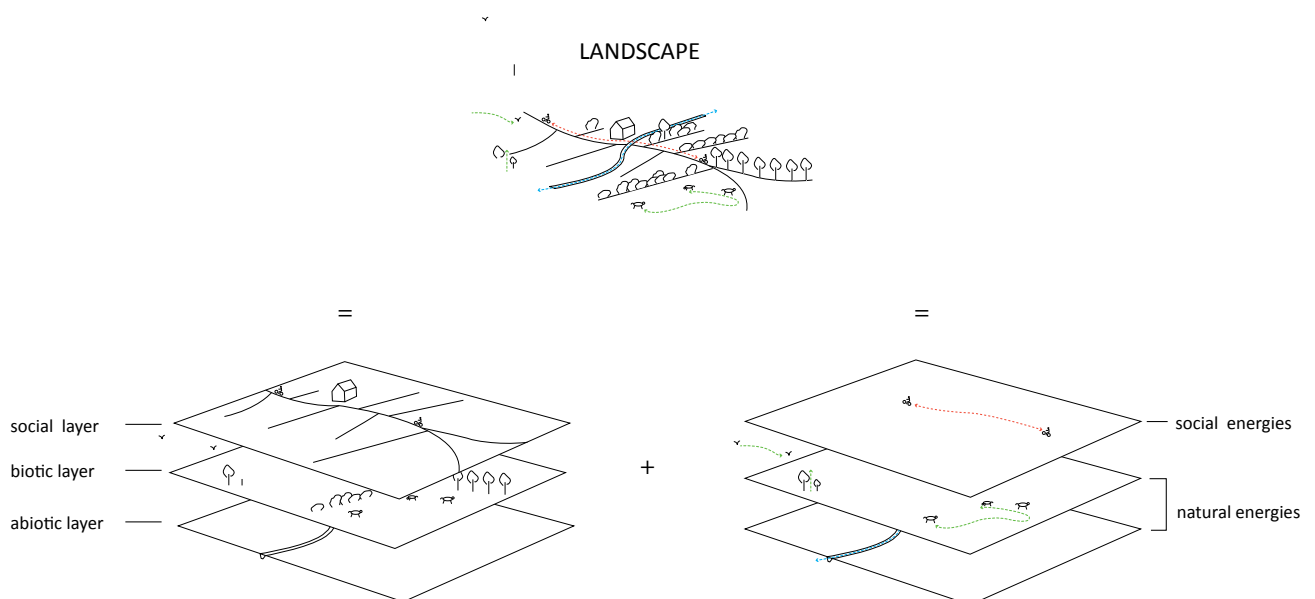 LANDSCAPE
= =
social layer
social energies
biotic layer
+
abiotic layer
natural energies